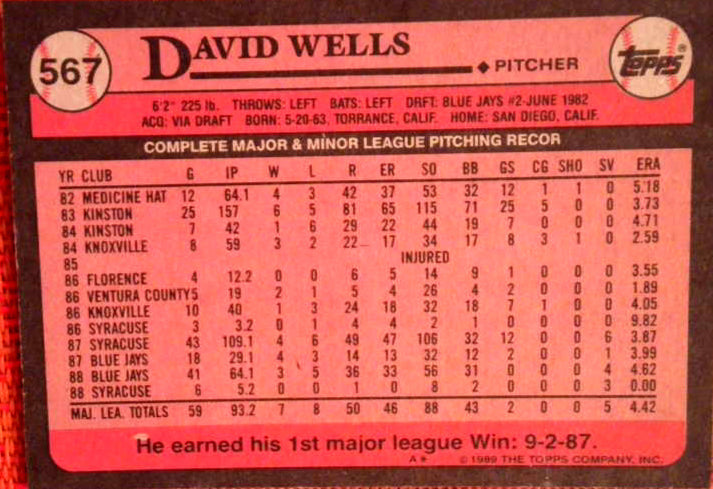 567
DAVID WELLS
◆ PITCHER
Topps®
6'2" 225 lb. THROWS: LEFT BATS: LEFT DRFT: BLUE JAYS #2-JUNE 1982
ACQ: VIA DRAFT BORN: 5-20-63, TORRANCE, CALIF. HOME: SAN DIEGO, CALIF.
COMPLETE MAJOR & MINOR LEAGUE PITCHING RECOR
YR CLUB G IP W L R ER SO BB GS CG SHO SV ERA
82 MEDICINE HAT 12 64.1 4 3 42 37 53 32 12 1 1 0 5.18
83 KINSTON 25 157 6 5 81 65 115 71 25 5 0 0 3.73
84 KINSTON 7 42 1 6 29 22 44 19 7 0 0 0 4.71
84 KNOXVILLE 8 59 3 2 22 17 34 17 8 3 1 0 2.59
85 INJURED
86 FLORENCE 4 12.2 0 0 6 5 14 9 1 0 0 0 3.55
86 VENTURA COUNTY 5 19 2 1 5 4 26 4 2 0 0 0 1.89
86 KNOXVILLE 10 40 1 3 24 18 32 18 7 1 0 0 4.05
86 SYRACUSE 3 3.2 0 1 4 4 2 1 0 0 0 0 9.82
87 SYRACUSE 43 109.1 4 6 49 47 106 32 12 0 0 6 3.87
87 BLUE JAYS 18 29.1 4 3 14 13 32 12 2 0 0 1 3.99
88 BLUE JAYS 41 64.1 3 5 36 33 56 31 0 0 0 4 4.62
88 SYRACUSE 6 5.2 0 0 1 0 8 2 0 0 0 3 0.00
MAJ. LEA. TOTALS 59 93.2 7 8 50 46 88 43 2 0 0 5 4.42
He earned his 1st major league Win: 9-2-87.
A* © 1989 THE TOPPS COMPANY, INC.